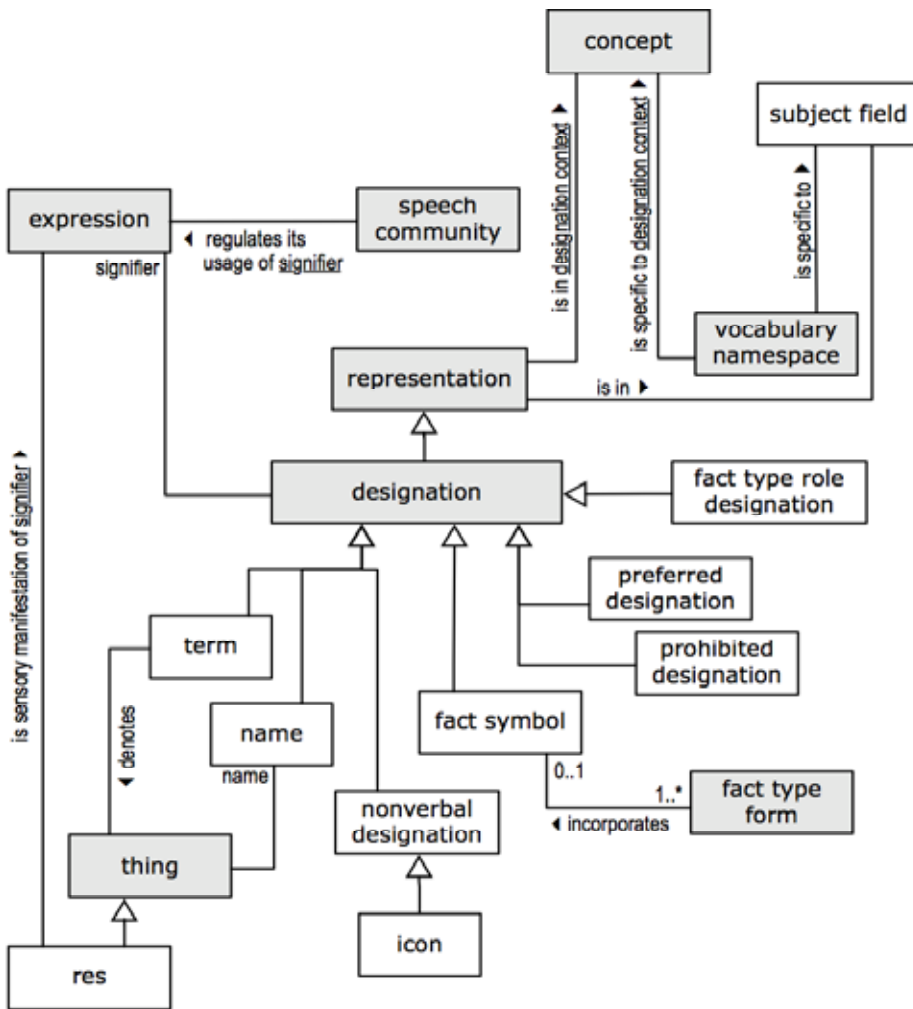 concept
subject field
is in designation context ▶
is specific to designation context ▶
is specific to ▶
expression
signifier
speech
community
◀ regulates its
usage of signifier
vocabulary
namespace
representation
is in ▶
designation
fact type role
designation
preferred
designation
prohibited
designation
is sensory manifestation of signifier ▶
term
◀ denotes
name
name
fact symbol
0..1
1..*
◀ incorporates
fact type
form
nonverbal
designation
thing
icon
res